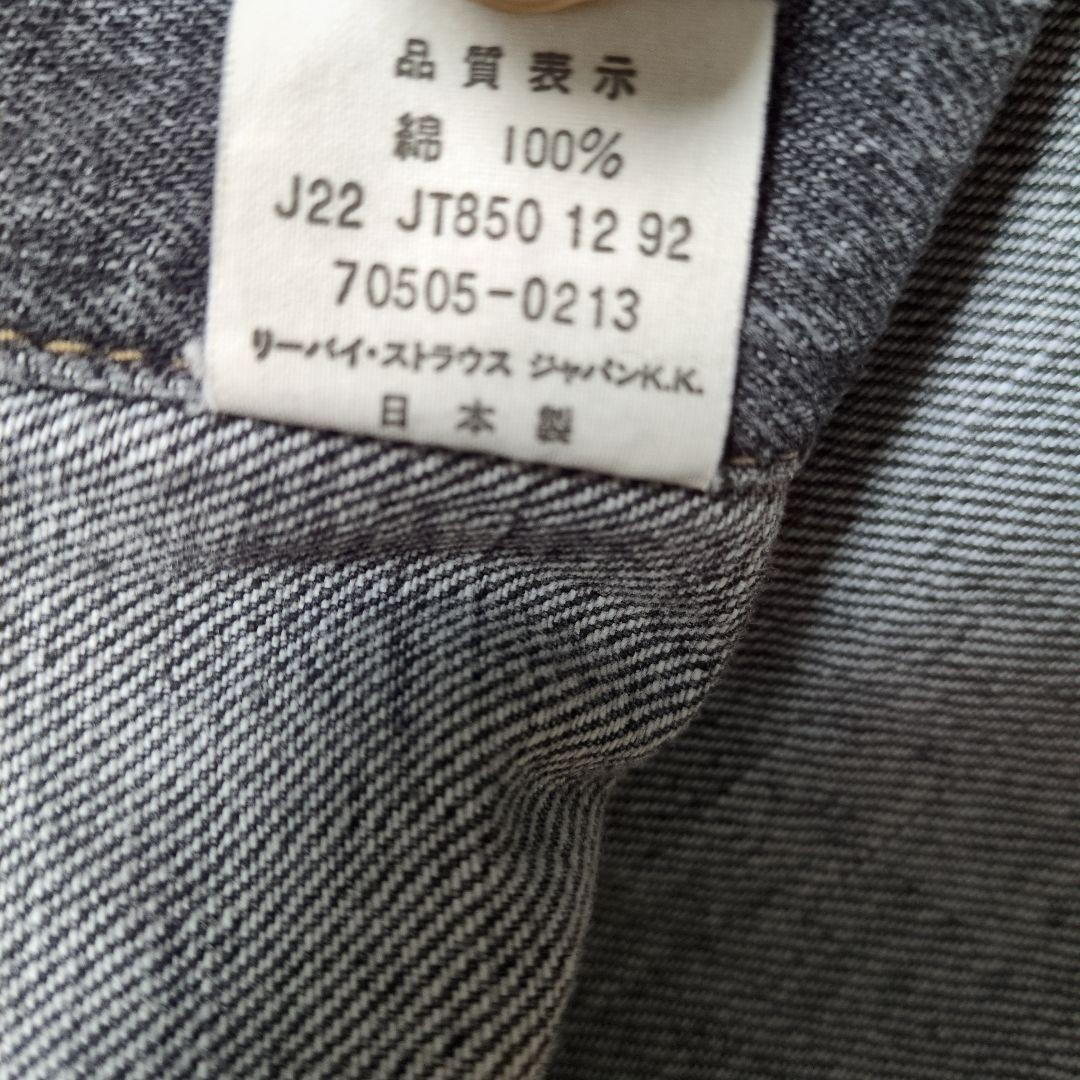 品質表示
綿 100%
J22 JT850 12 92
70505-0213
リーバイ・ストラウス ジャパンK.K.
日本製